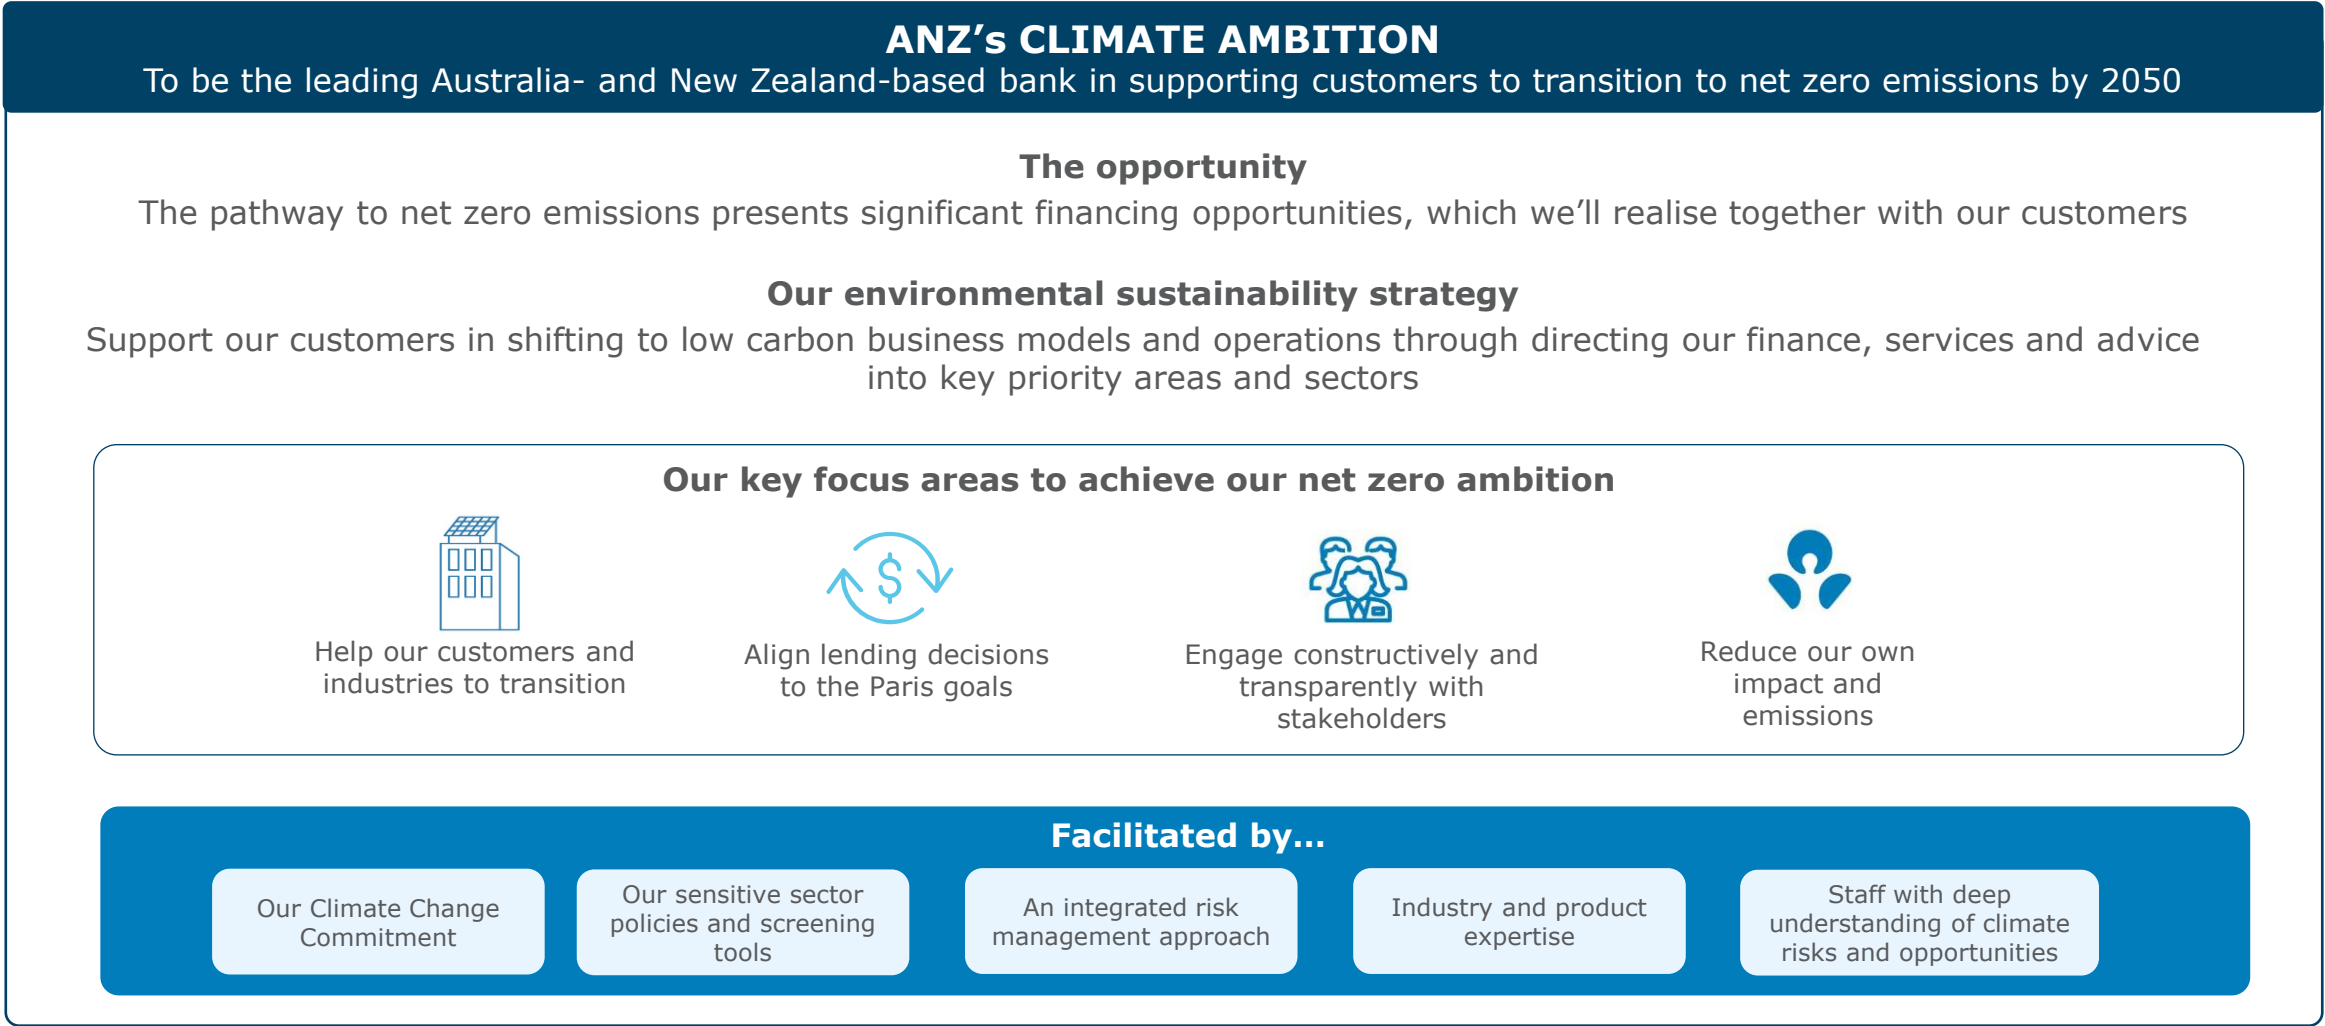 ANZ’s CLIMATE AMBITION
To be the leading Australia- and New Zealand-based bank in supporting customers to transition to net zero emissions by 2050
The opportunity
The pathway to net zero emissions presents significant financing opportunities, which we’ll realise together with our customers
Our environmental sustainability strategy
Support our customers in shifting to low carbon business models and operations through directing our finance, services and advice
into key priority areas and sectors
Our key focus areas to achieve our net zero ambition
$
Help our customers and
industries to transition
Align lending decisions
to the Paris goals
Engage constructively and
transparently with
stakeholders
Reduce our own
impact and
emissions
Facilitated by…
Our Climate Change
Commitment
Our sensitive sector
policies and screening
tools
An integrated risk
management approach
Industry and product
expertise
Staff with deep
understanding of climate
risks and opportunities